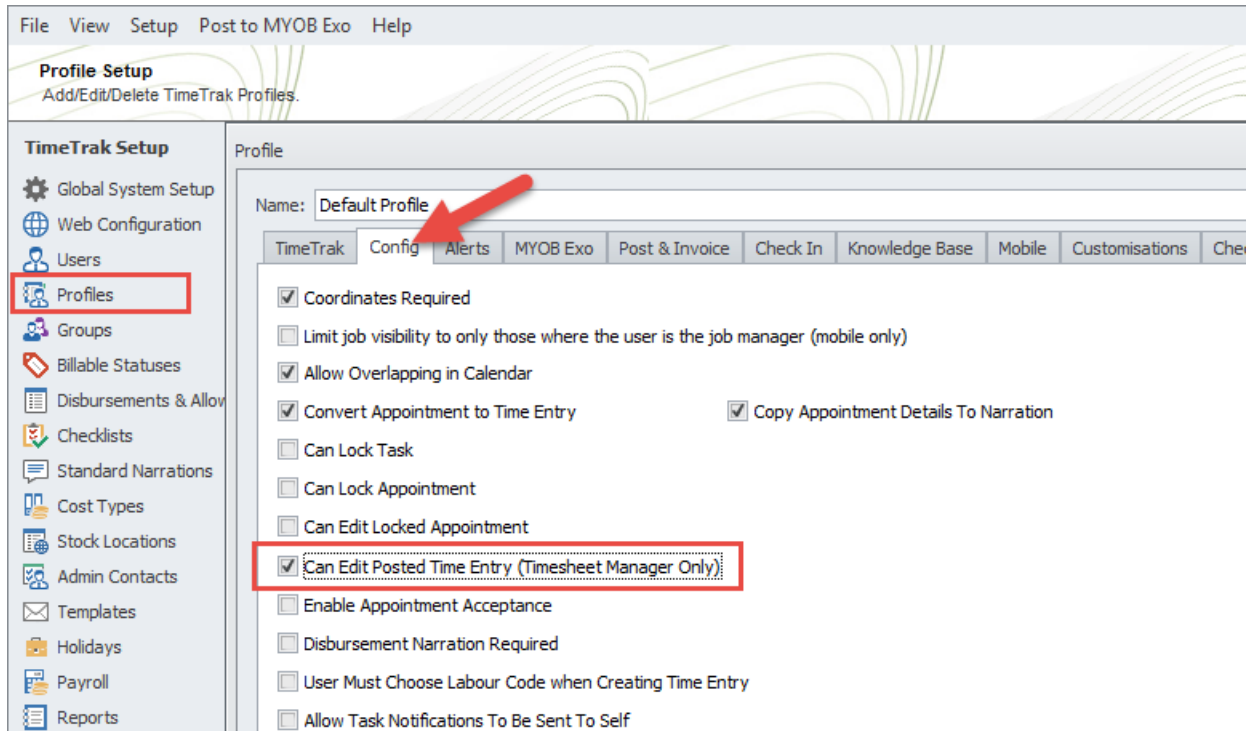 File View Setup Post to MYOB Exo Help
Profile Setup
Add/Edit/Delete TimeTrak Profiles.
TimeTrak Setup
Global System Setup
Web Configuration
Users
Profiles
Groups
Billable Statuses
Disbursements & Allov
Checklists
Standard Narrations
Cost Types
Stock Locations
Admin Contacts
Templates
Holidays
Payroll
Reports
Profile
Name: Default Profile
TimeTrak Config Alerts MYOB Exo Post & Invoice Check In Knowledge Base Mobile Customisations Chec
Coordinates Required
Limit job visibility to only those where the user is the job manager (mobile only)
Allow Overlapping in Calendar
Convert Appointment to Time Entry Copy Appointment Details To Narration
Can Lock Task
Can Lock Appointment
Can Edit Locked Appointment
Can Edit Posted Time Entry (Timesheet Manager Only)
Enable Appointment Acceptance
Disbursement Narration Required
User Must Choose Labour Code when Creating Time Entry
Allow Task Notifications To Be Sent To Self